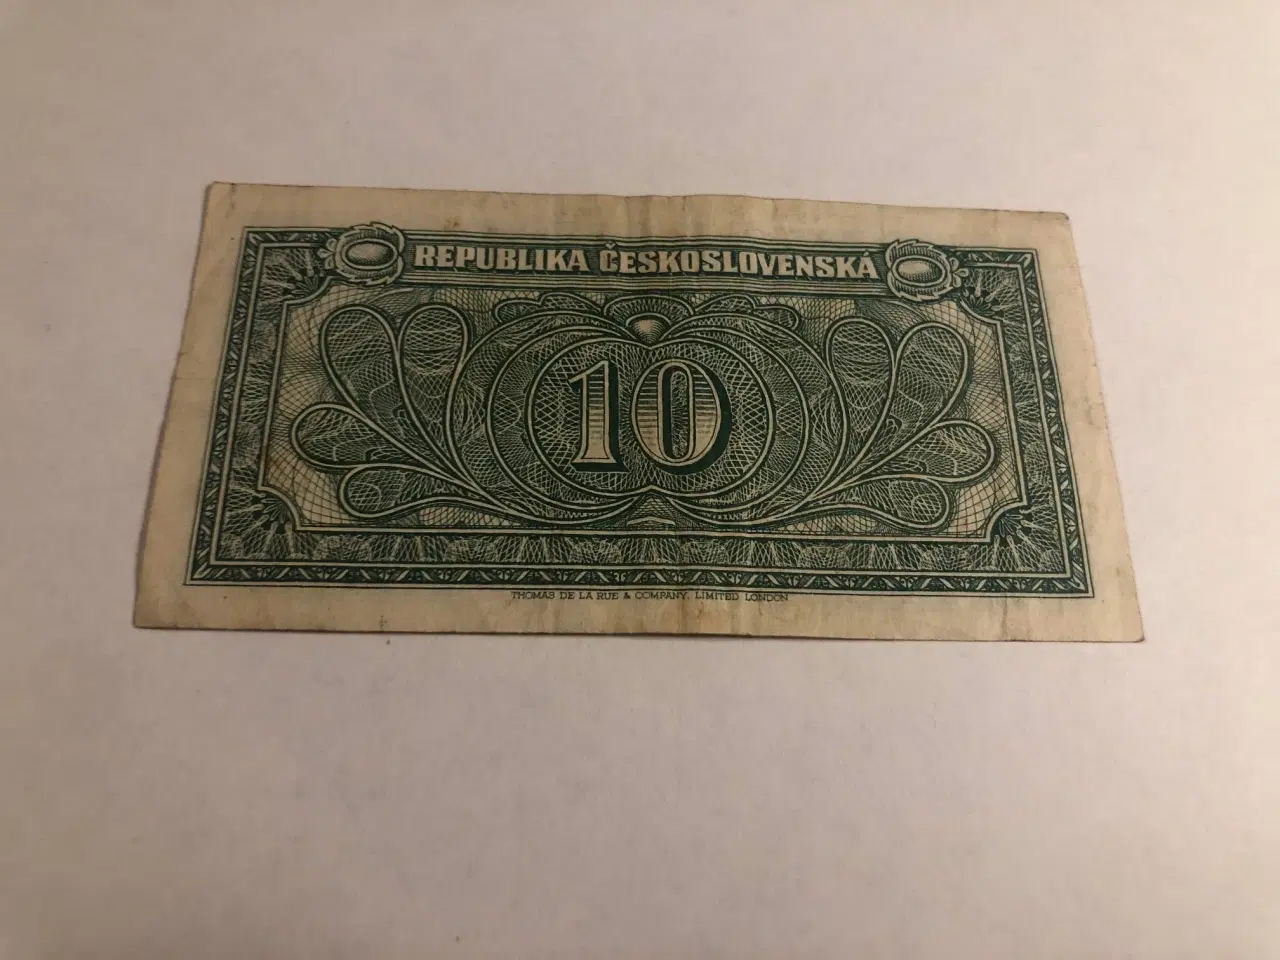 REPUBLIKA ČESKOSLOVENSKÁ
10
THOMAS DE LA RUE & COMPANY, LIMITED LONDON